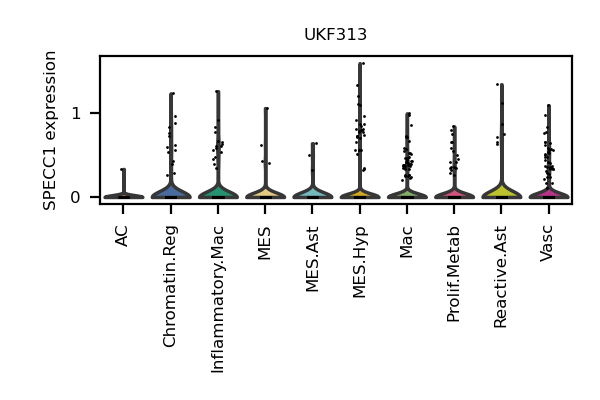 UKF313
SPECC1 expression
1
0
AC
Chromatin.Reg
Inflammatory.Mac
MES
MES.Ast
MES.Hyp
Mac
Prolif.Metab
Reactive.Ast
Vasc